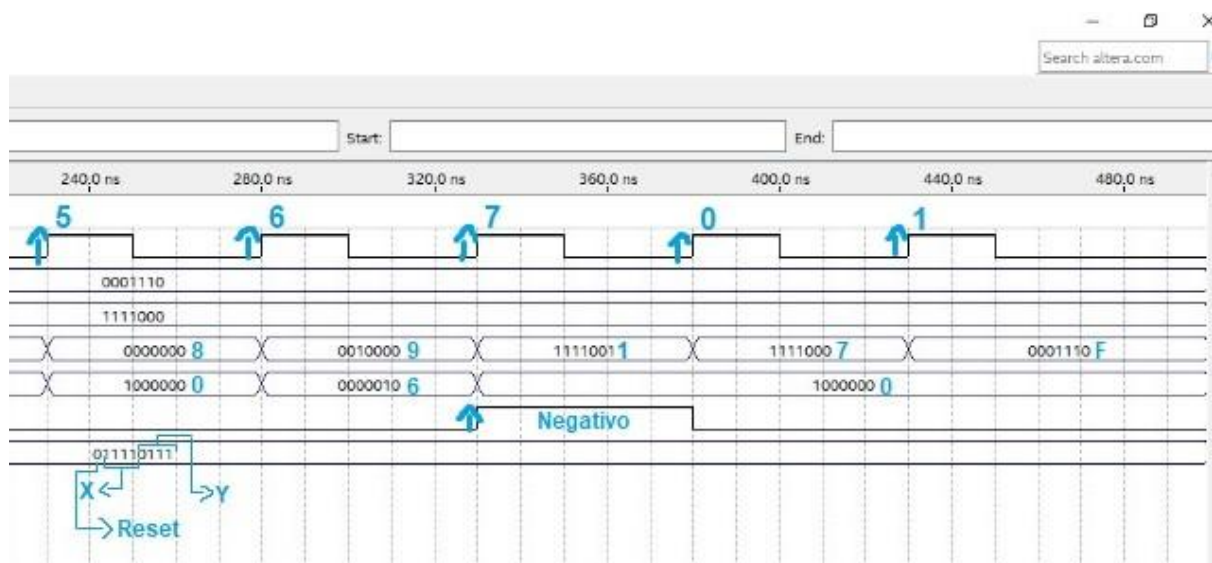 Search altera.com
Start: End:
240.0 ns 280.0 ns 320.0 ns 360.0 ns 400.0 ns 440.0 ns 480.0 ns
5 6 7 0 1
0001110
1111000
0000000 8 0010000 9 1111001 1 1111000 7 0001110 F
1000000 0 0000010 6 1000000 0
Negativo
011110111
X Y
Reset